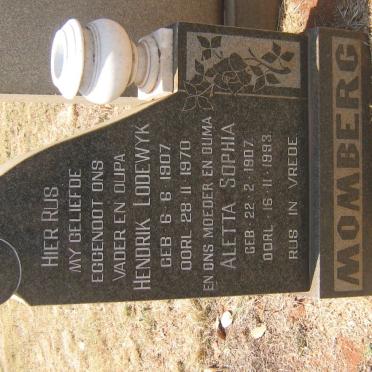 HIER RUS
MY GELIEFDE
EGGENOOT ONS
VADER EN OUPA
HENDRIK LODEWYK
GEB 6·6·1907
OORL 28·11·1970
EN ONS MOEDER EN OUMA
ALETTA SOPHIA
GEB 22·2·1907
OORL 16·11·1993
RUS IN VREDE
MOMBERG